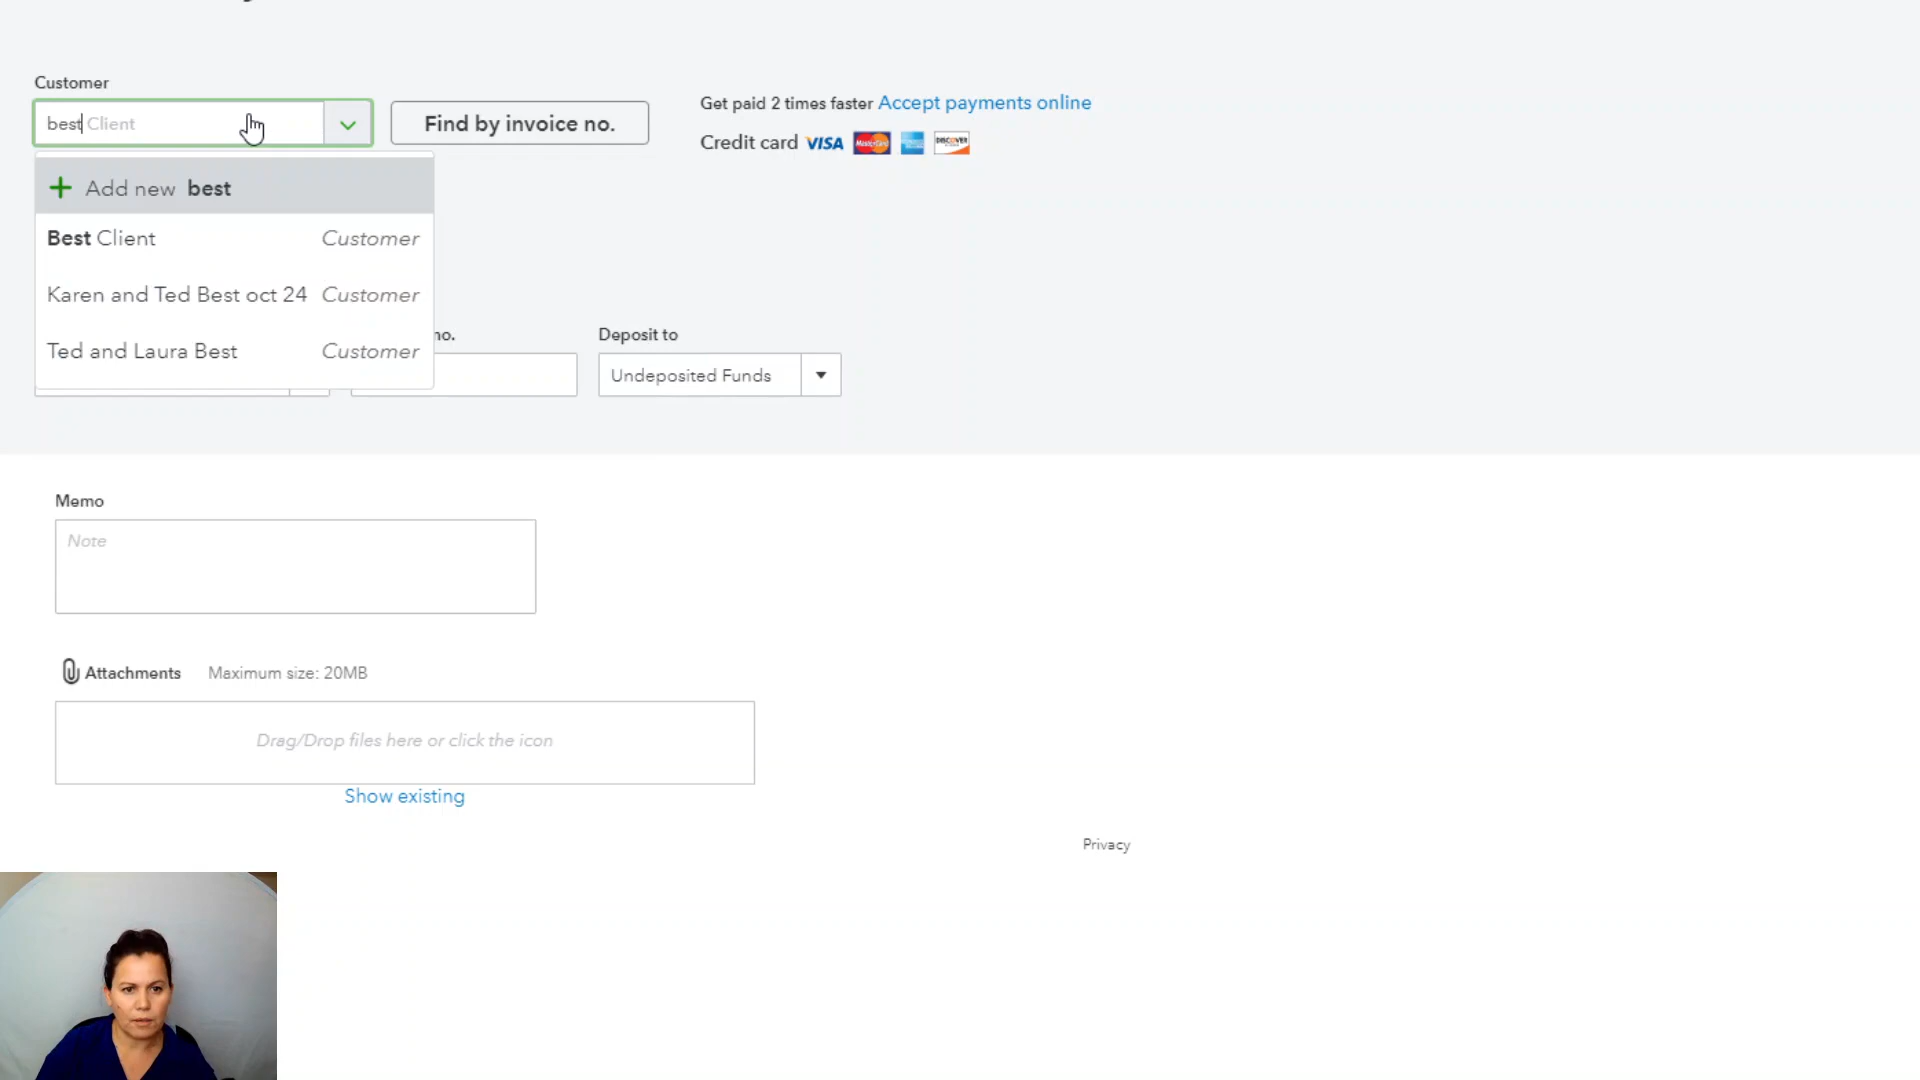 Customer
best Client
Find by invoice no.
Get paid 2 times faster Accept payments online
Credit card VISA MasterCard DISCOVER
Add new best
Best Client Customer
Karen and Ted Best oct 24 Customer
Ted and Laura Best Customer
no.
Deposit to
Undeposited Funds
Memo
Note
Attachments Maximum size: 20MB
Drag/Drop files here or click the icon
Show existing
Privacy